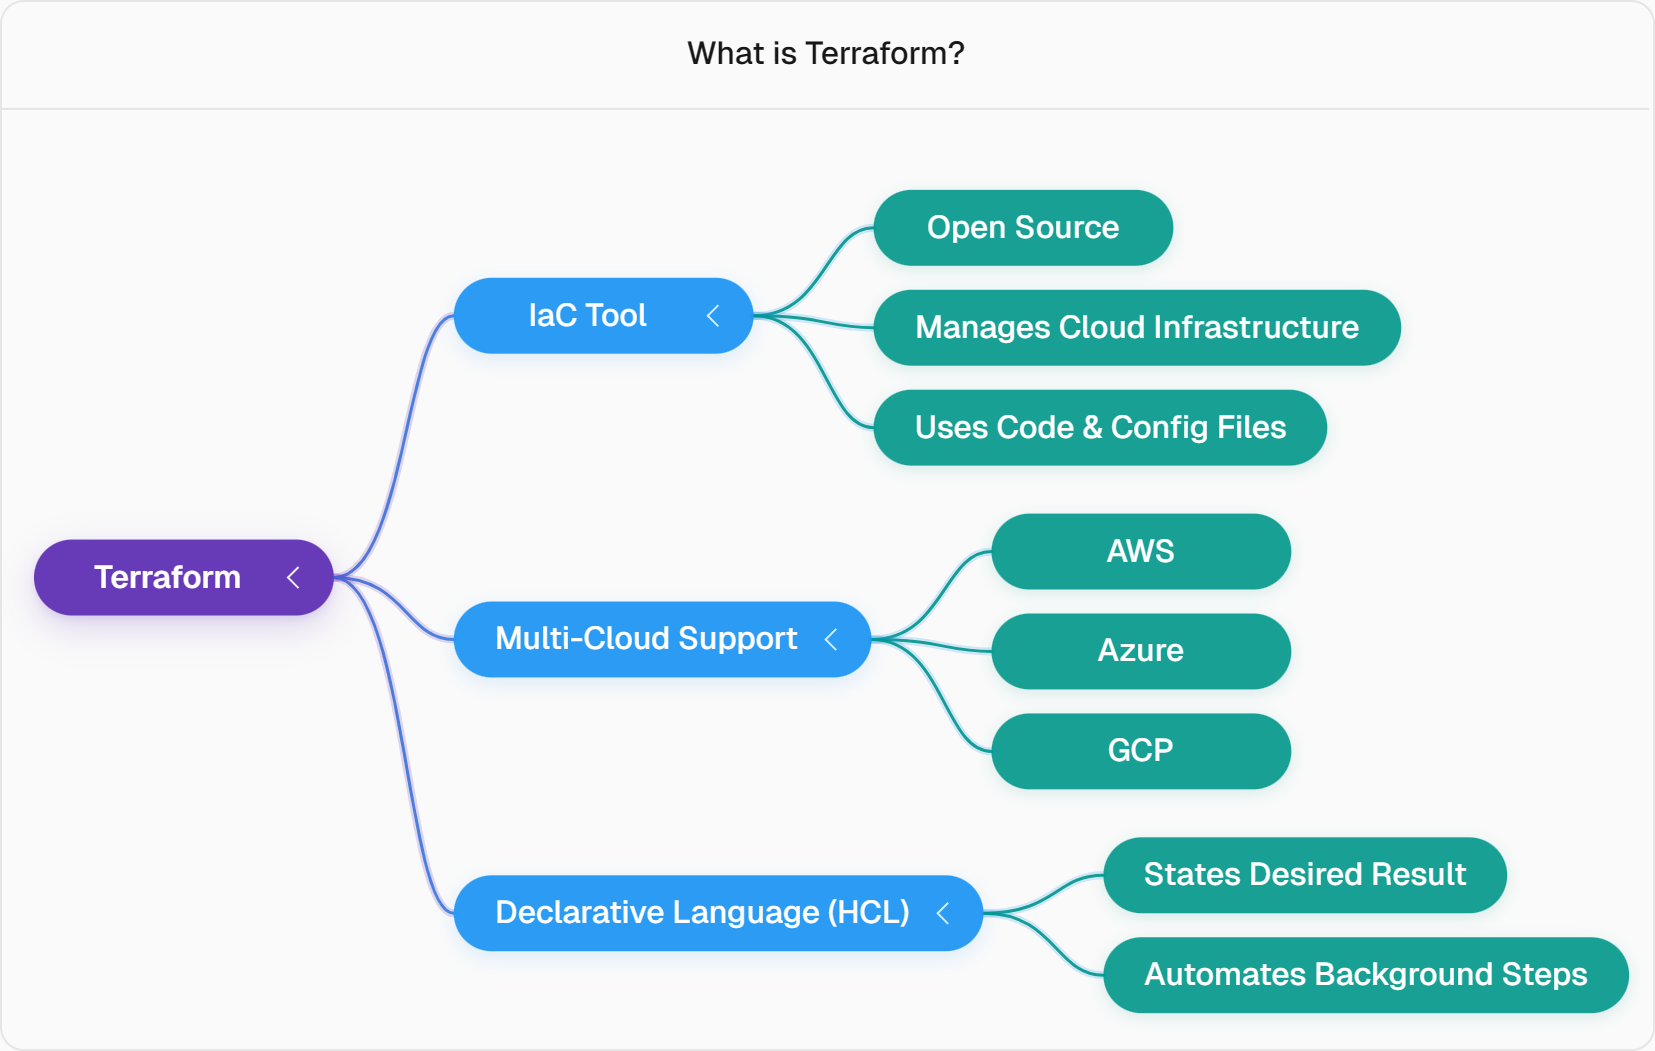 What is Terraform?
Terraform
IaC Tool
Open Source
Manages Cloud Infrastructure
Uses Code & Config Files
Multi-Cloud Support
AWS
Azure
GCP
Declarative Language (HCL)
States Desired Result
Automates Background Steps